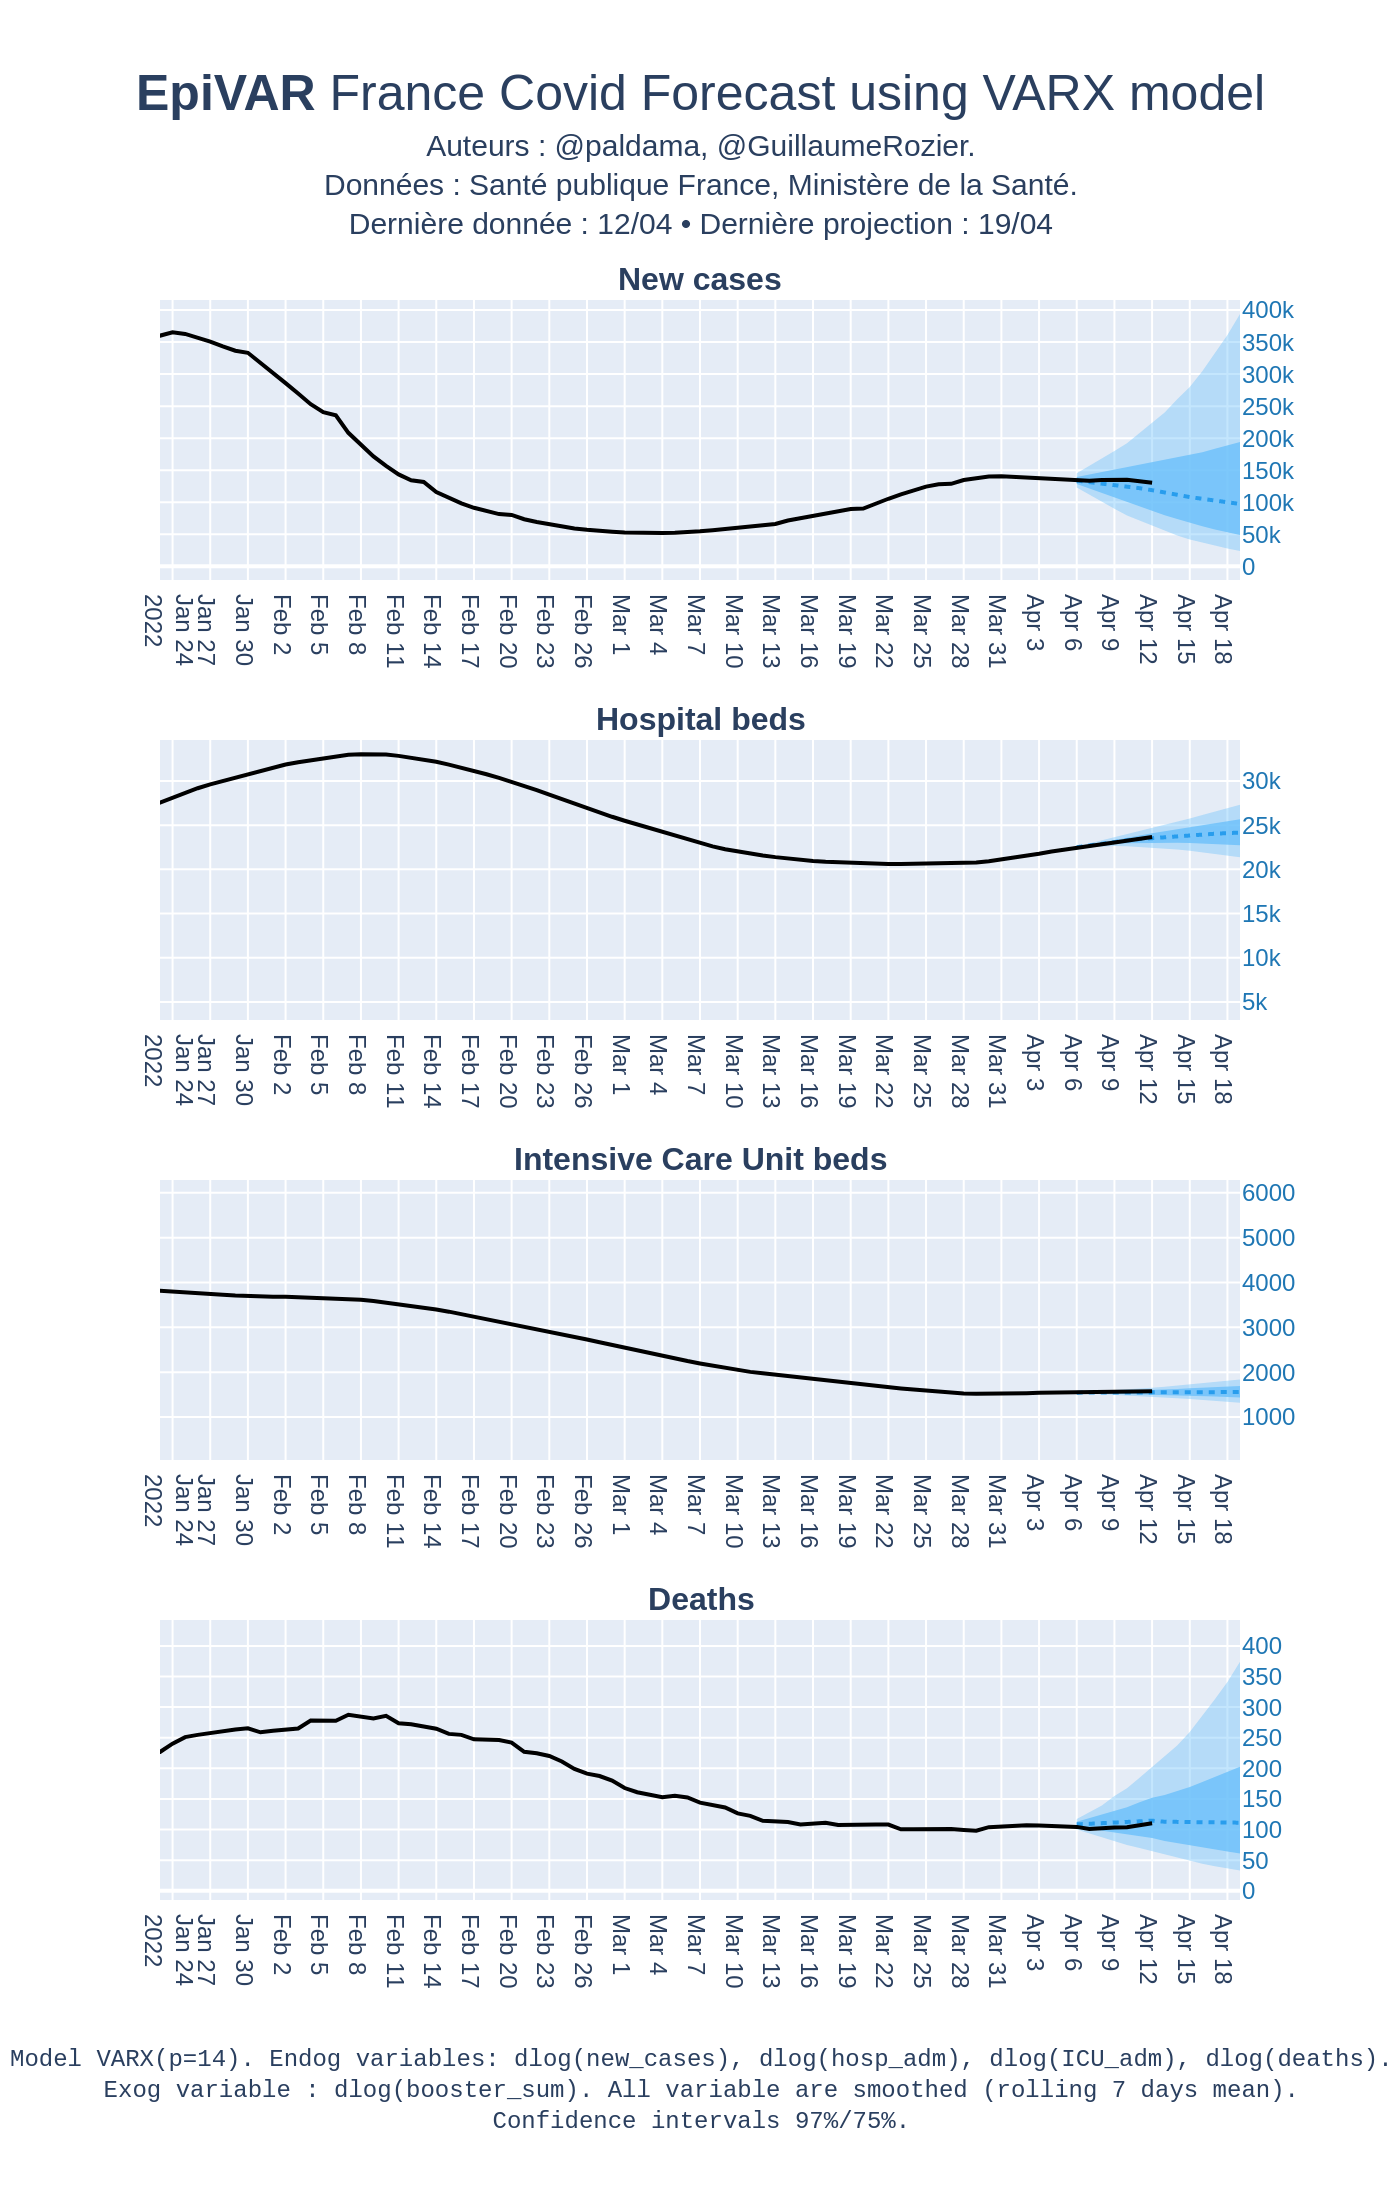 EpiVAR France Covid Forecast using VARX model
Auteurs : @paldama, @GuillaumeRozier.
Données : Santé publique France, Ministère de la Santé.
Dernière donnée : 12/04 • Dernière projection : 19/04
New cases
400k
350k
300k
250k
200k
150k
100k
50k
0
2022
Jan 24
Jan 27
Jan 30
Feb 2
Feb 5
Feb 8
Feb 11
Feb 14
Feb 17
Feb 20
Feb 23
Feb 26
Mar 1
Mar 4
Mar 7
Mar 10
Mar 13
Mar 16
Mar 19
Mar 22
Mar 25
Mar 28
Mar 31
Apr 3
Apr 6
Apr 9
Apr 12
Apr 15
Apr 18
Hospital beds
30k
25k
20k
15k
10k
5k
2022
Jan 24
Jan 27
Jan 30
Feb 2
Feb 5
Feb 8
Feb 11
Feb 14
Feb 17
Feb 20
Feb 23
Feb 26
Mar 1
Mar 4
Mar 7
Mar 10
Mar 13
Mar 16
Mar 19
Mar 22
Mar 25
Mar 28
Mar 31
Apr 3
Apr 6
Apr 9
Apr 12
Apr 15
Apr 18
Intensive Care Unit beds
6000
5000
4000
3000
2000
1000
2022
Jan 24
Jan 27
Jan 30
Feb 2
Feb 5
Feb 8
Feb 11
Feb 14
Feb 17
Feb 20
Feb 23
Feb 26
Mar 1
Mar 4
Mar 7
Mar 10
Mar 13
Mar 16
Mar 19
Mar 22
Mar 25
Mar 28
Mar 31
Apr 3
Apr 6
Apr 9
Apr 12
Apr 15
Apr 18
Deaths
400
350
300
250
200
150
100
50
0
2022
Jan 24
Jan 27
Jan 30
Feb 2
Feb 5
Feb 8
Feb 11
Feb 14
Feb 17
Feb 20
Feb 23
Feb 26
Mar 1
Mar 4
Mar 7
Mar 10
Mar 13
Mar 16
Mar 19
Mar 22
Mar 25
Mar 28
Mar 31
Apr 3
Apr 6
Apr 9
Apr 12
Apr 15
Apr 18
Model VARX(p=14). Endog variables: dlog(new_cases), dlog(hosp_adm), dlog(ICU_adm), dlog(deaths).
Exog variable : dlog(booster_sum). All variable are smoothed (rolling 7 days mean).
Confidence intervals 97%/75%.